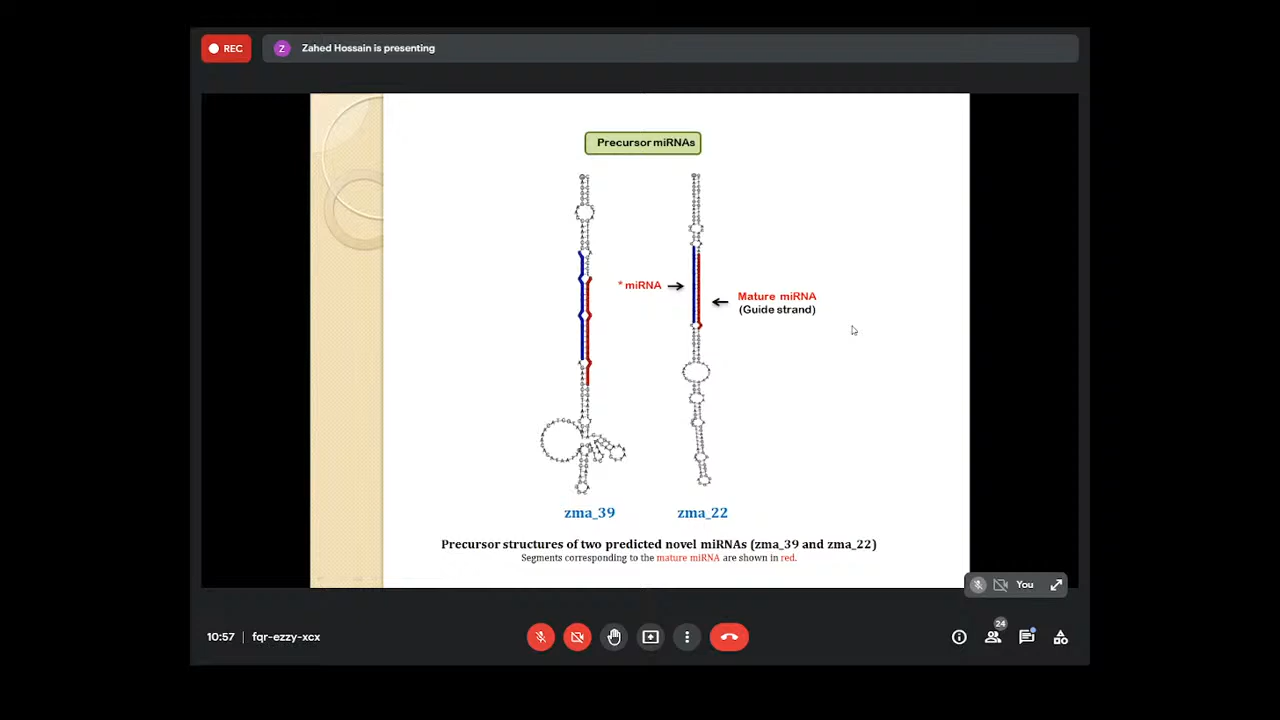 REC
Z
Zahed Hossain is presenting
Precursor miRNAs
* miRNA
Mature miRNA
(Guide strand)
zma_39
zma_22
Precursor structures of two predicted novel miRNAs (zma_39 and zma_22)
Segments corresponding to the mature miRNA are shown in red.
You
10:57 | fqr-ezzy-xcx
24